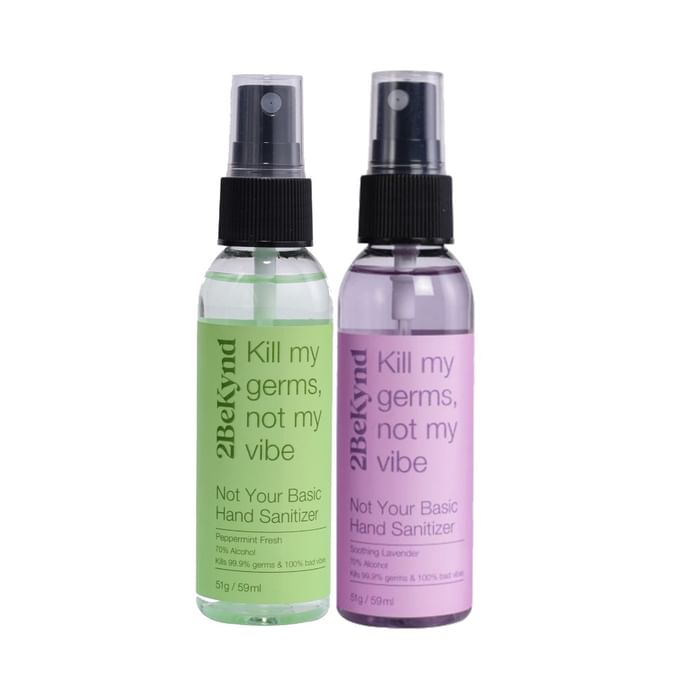 2BeKynd
Kill my
germs,
not my
vibe
Not Your Basic
Hand Sanitizer
Peppermint Fresh
70% Alcohol
Kills 99.9% germs & 100% bad vibes
51g / 59ml
2BeKynd
Kill my
germs,
not my
vibe
Not Your Basic
Hand Sanitizer
Soothing Lavender
70% Alcohol
Kills 99.9% germs & 100% bad vibes
51g / 59ml